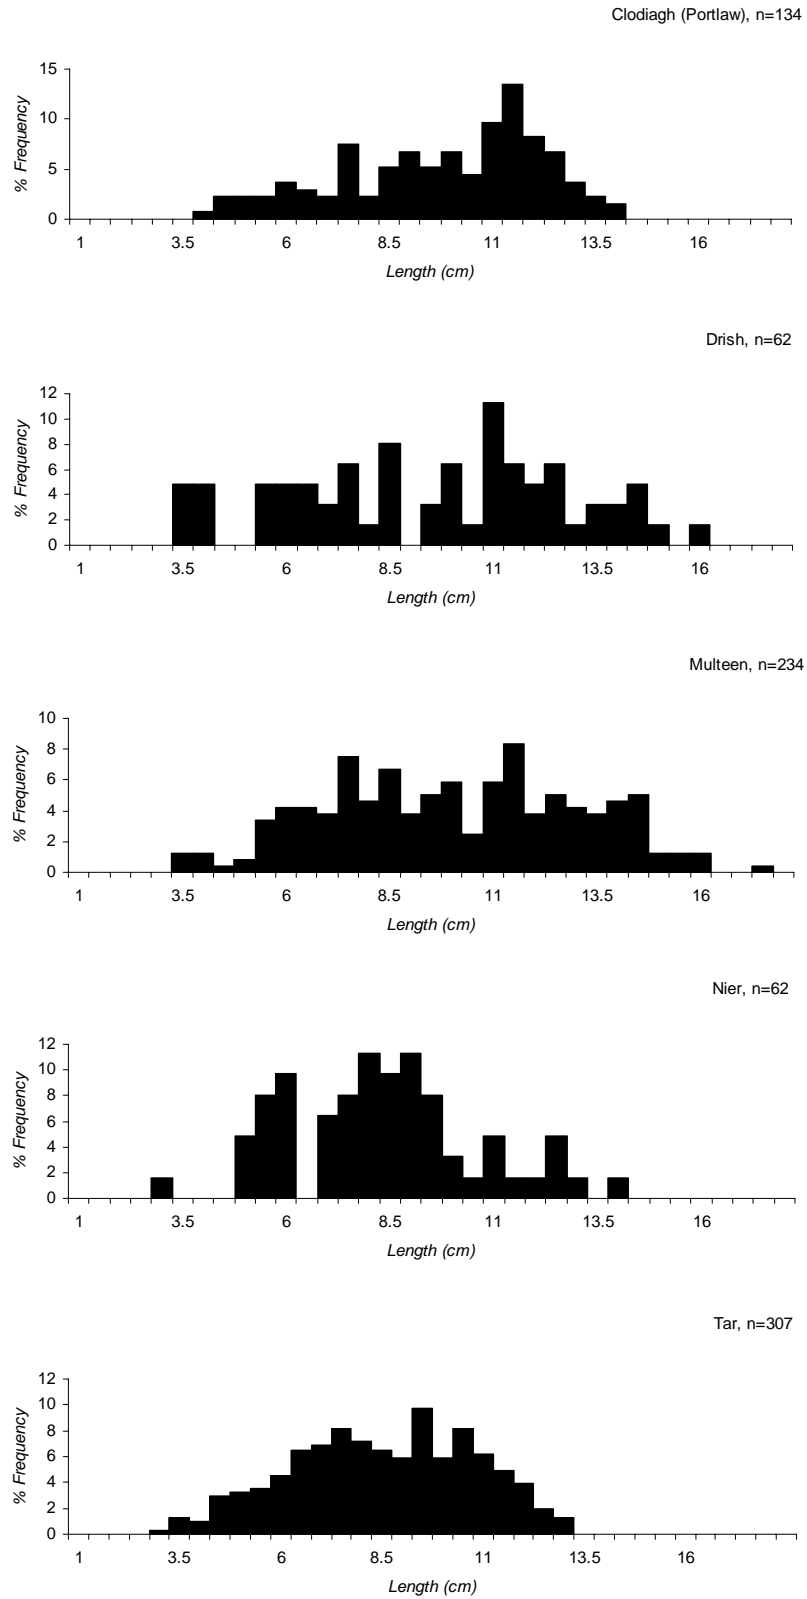 Clodiagh (Portlaw), n=134
15
10
5
0
% Frequency
1 3.5 6 8.5 11 13.5 16
Length (cm)
Drish, n=62
12
10
8
6
4
2
0
% Frequency
1 3.5 6 8.5 11 13.5 16
Length (cm)
Multeen, n=234
10
8
6
4
2
0
% Frequency
1 3.5 6 8.5 11 13.5 16
Length (cm)
Nier, n=62
12
10
8
6
4
2
0
% Frequency
1 3.5 6 8.5 11 13.5 16
Length (cm)
Tar, n=307
12
10
8
6
4
2
0
% Frequency
1 3.5 6 8.5 11 13.5 16
Length (cm)